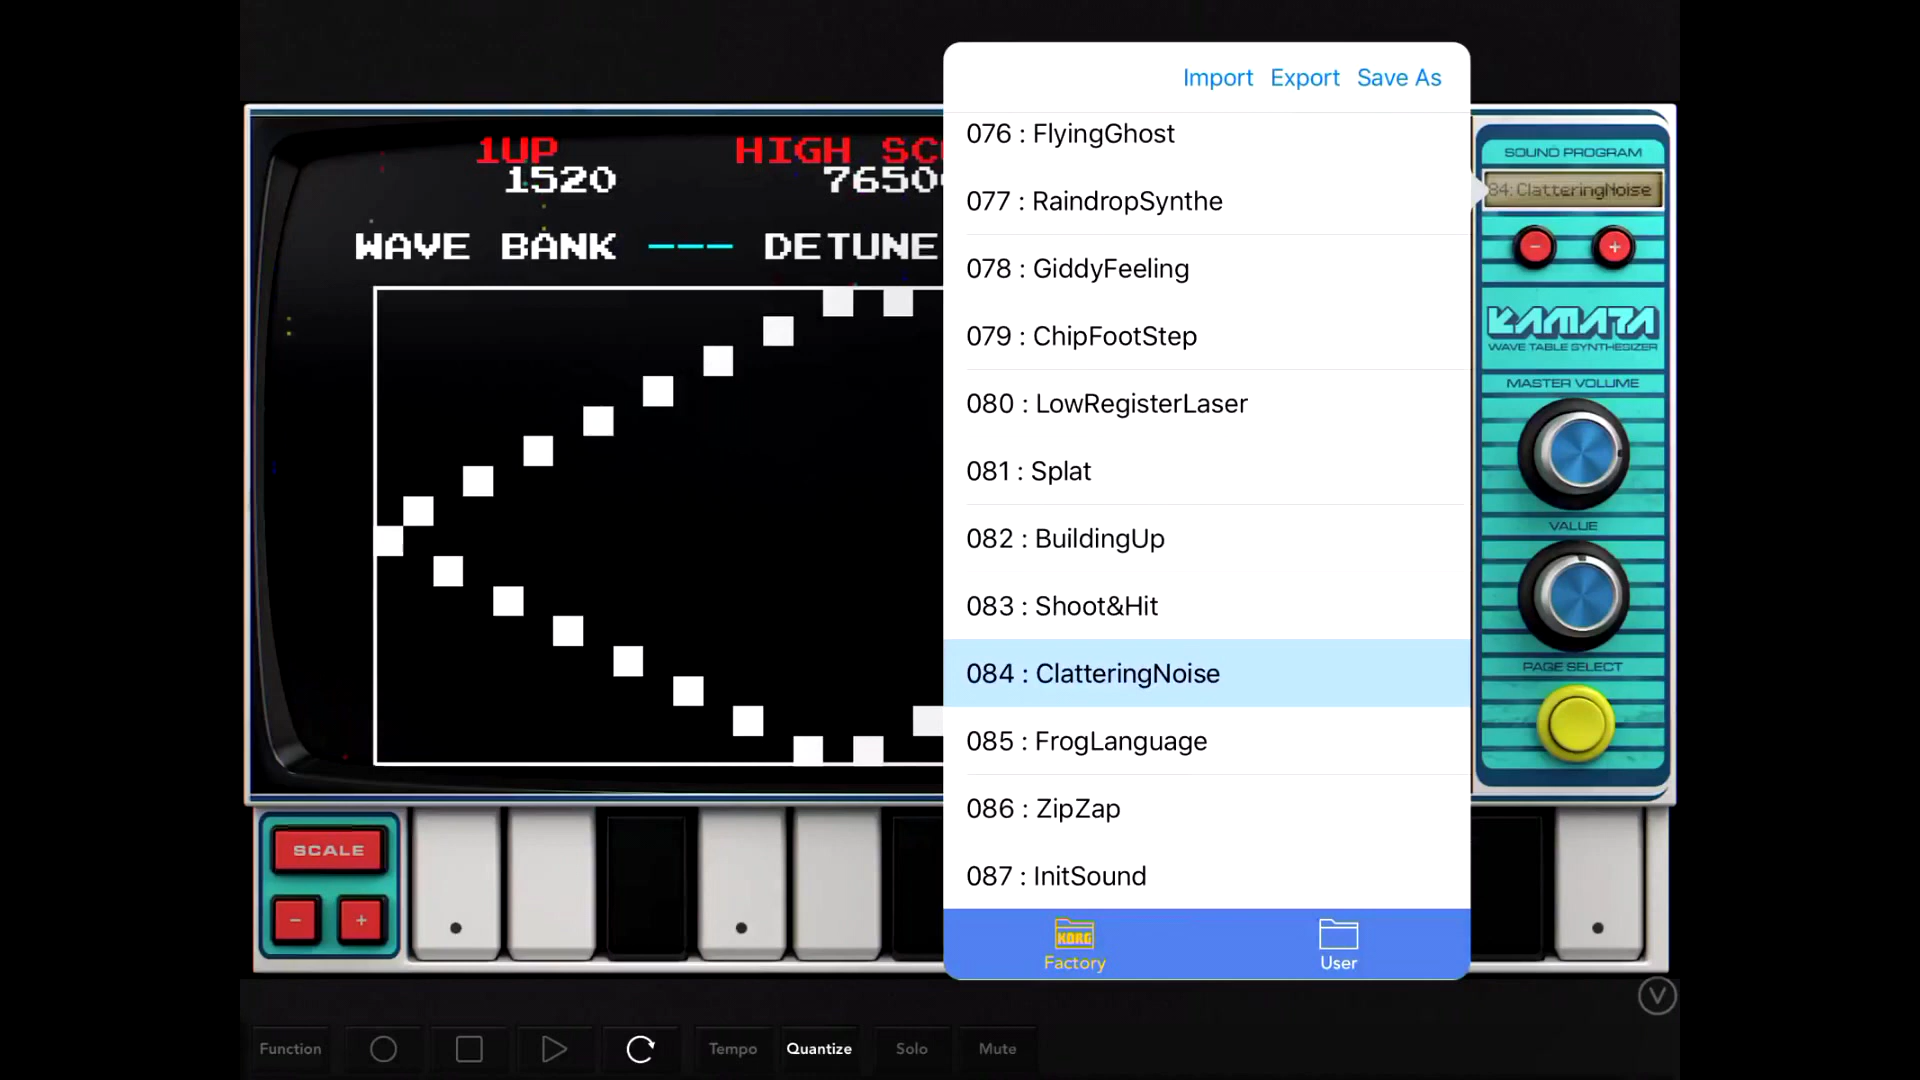 Import Export Save As
076 : FlyingGhost
077 : RaindropSynthe
078 : GiddyFeeling
079 : ChipFootStep
080 : LowRegisterLaser
081 : Splat
082 : BuildingUp
083 : Shoot&Hit
084 : ClatteringNoise
085 : FrogLanguage
086 : ZipZap
087 : InitSound
KORG
Factory
User
1UP
1520
HIGH
WAVE BANK --- DETUNE
SOUND PROGRAM
84: ClatteringNoise
- +
KAMATA
WAVE TABLE SYNTHESIZER
MASTER VOLUME
VALUE
PAGE SELECT
SCALE
- +
Function
Tempo
Quantize
Solo
Mute
V